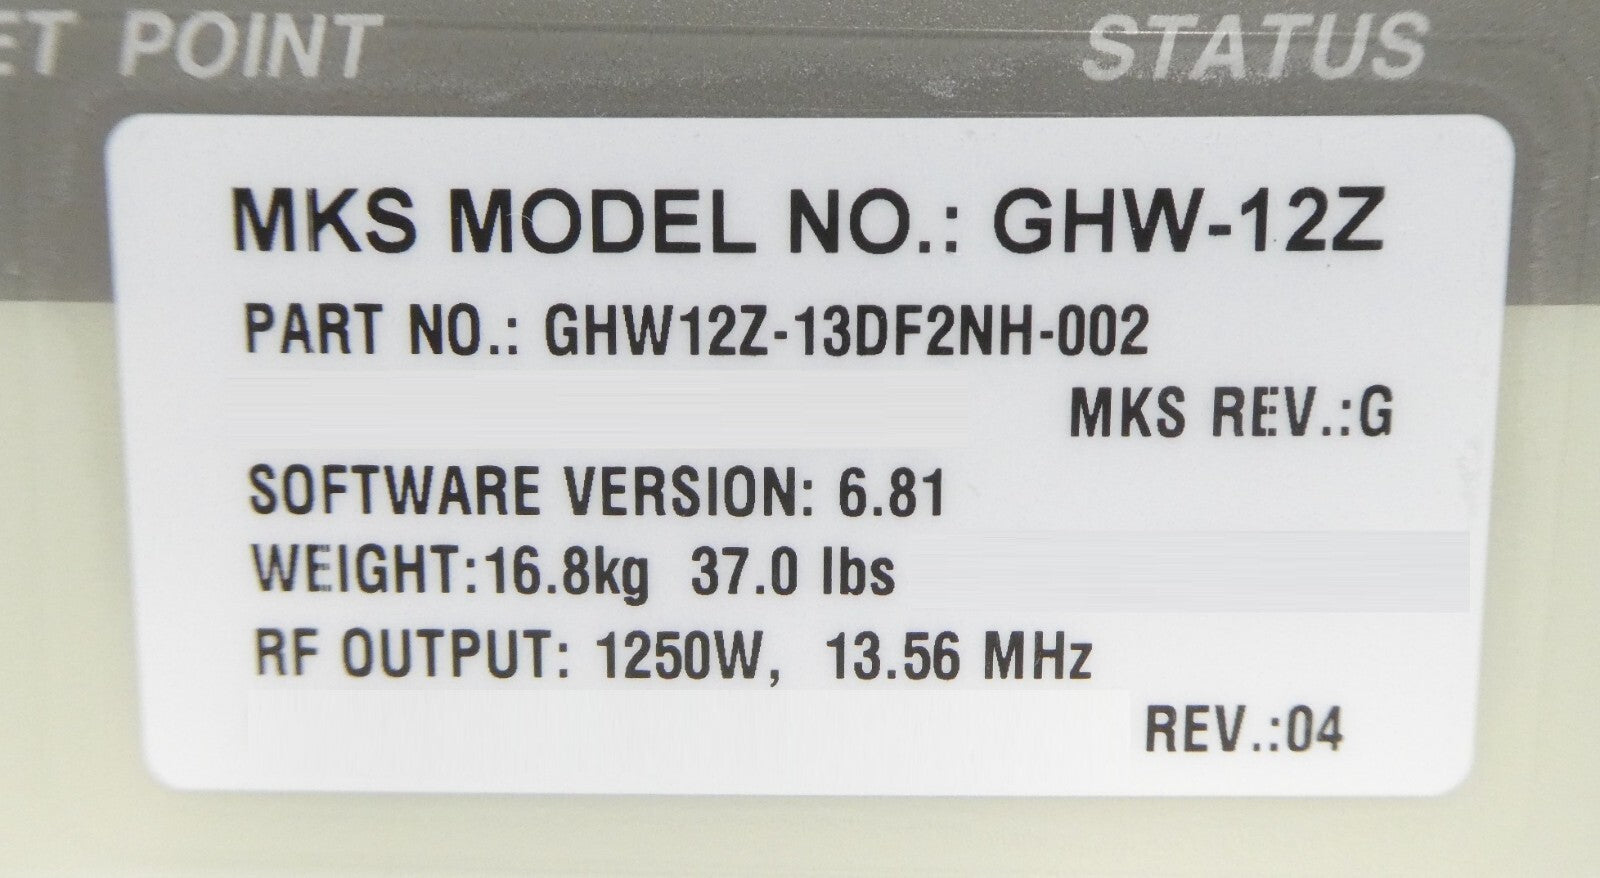 ET POINT STATUS
MKS MODEL NO.: GHW-12Z
PART NO.: GHW12Z-13DF2NH-002
MKS REV.:G
SOFTWARE VERSION: 6.81
WEIGHT:16.8kg 37.0 lbs
RF OUTPUT: 1250W, 13.56 MHz
REV.:04